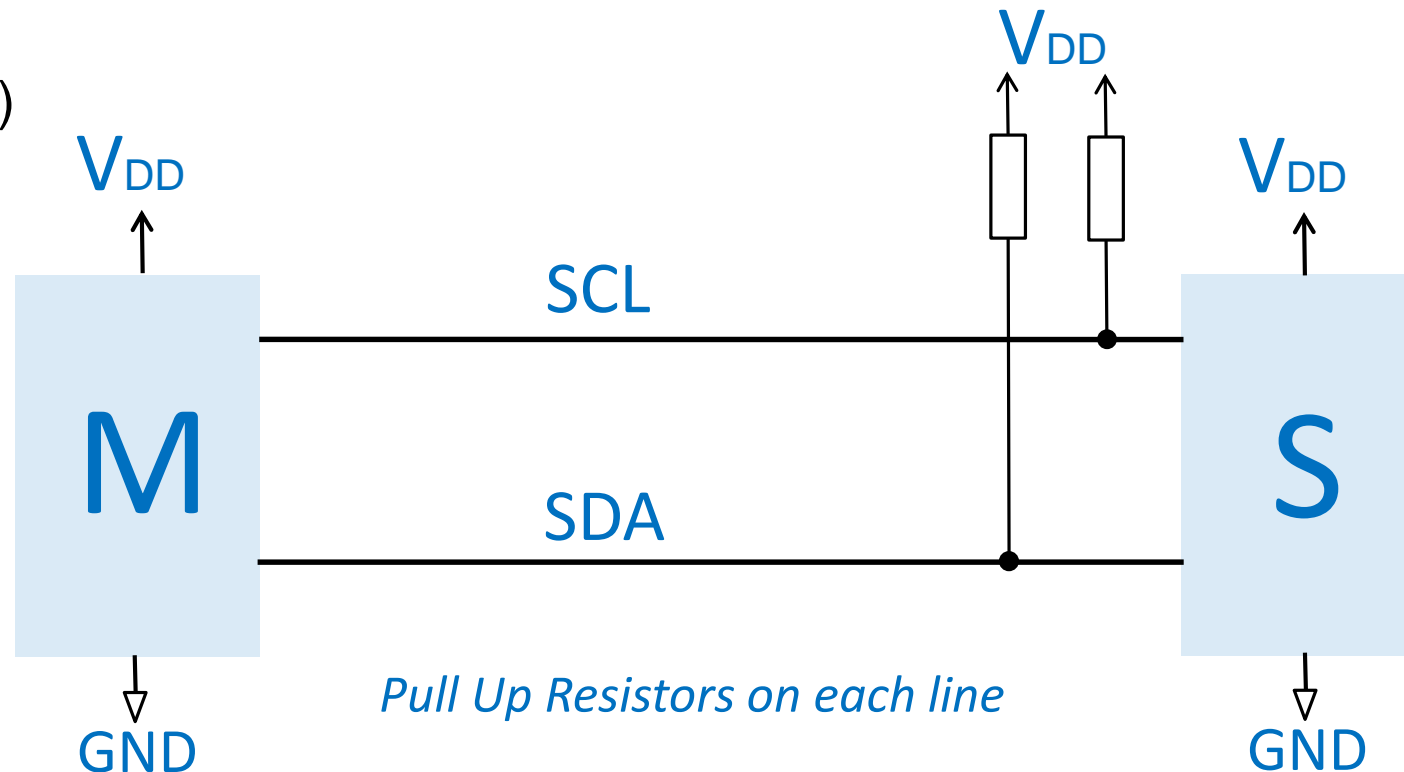 )
VDD
VDD
VDD
SCL
M
S
SDA
Pull Up Resistors on each line
GND
GND